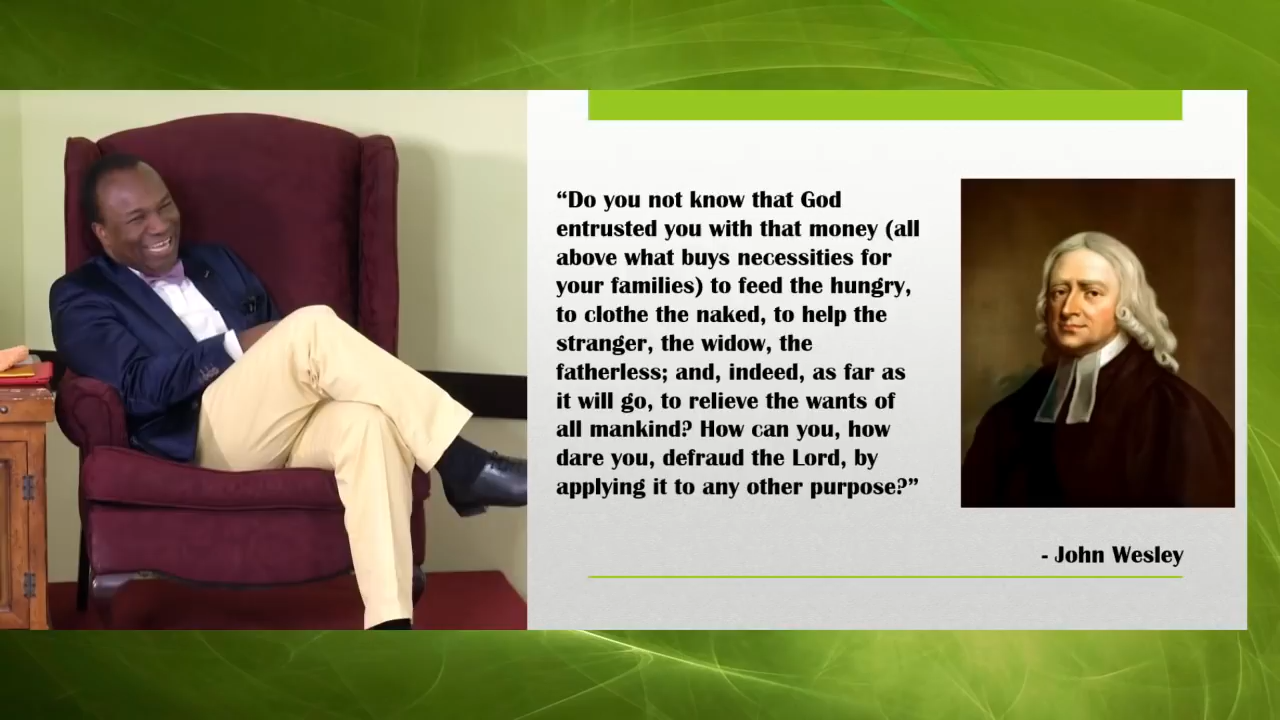 “Do you not know that God
entrusted you with that money (all
above what buys necessities for
your families) to feed the hungry,
to clothe the naked, to help the
stranger, the widow, the
fatherless; and, indeed, as far as
it will go, to relieve the wants of
all mankind? How can you, how
dare you, defraud the Lord, by
applying it to any other purpose?”
- John Wesley